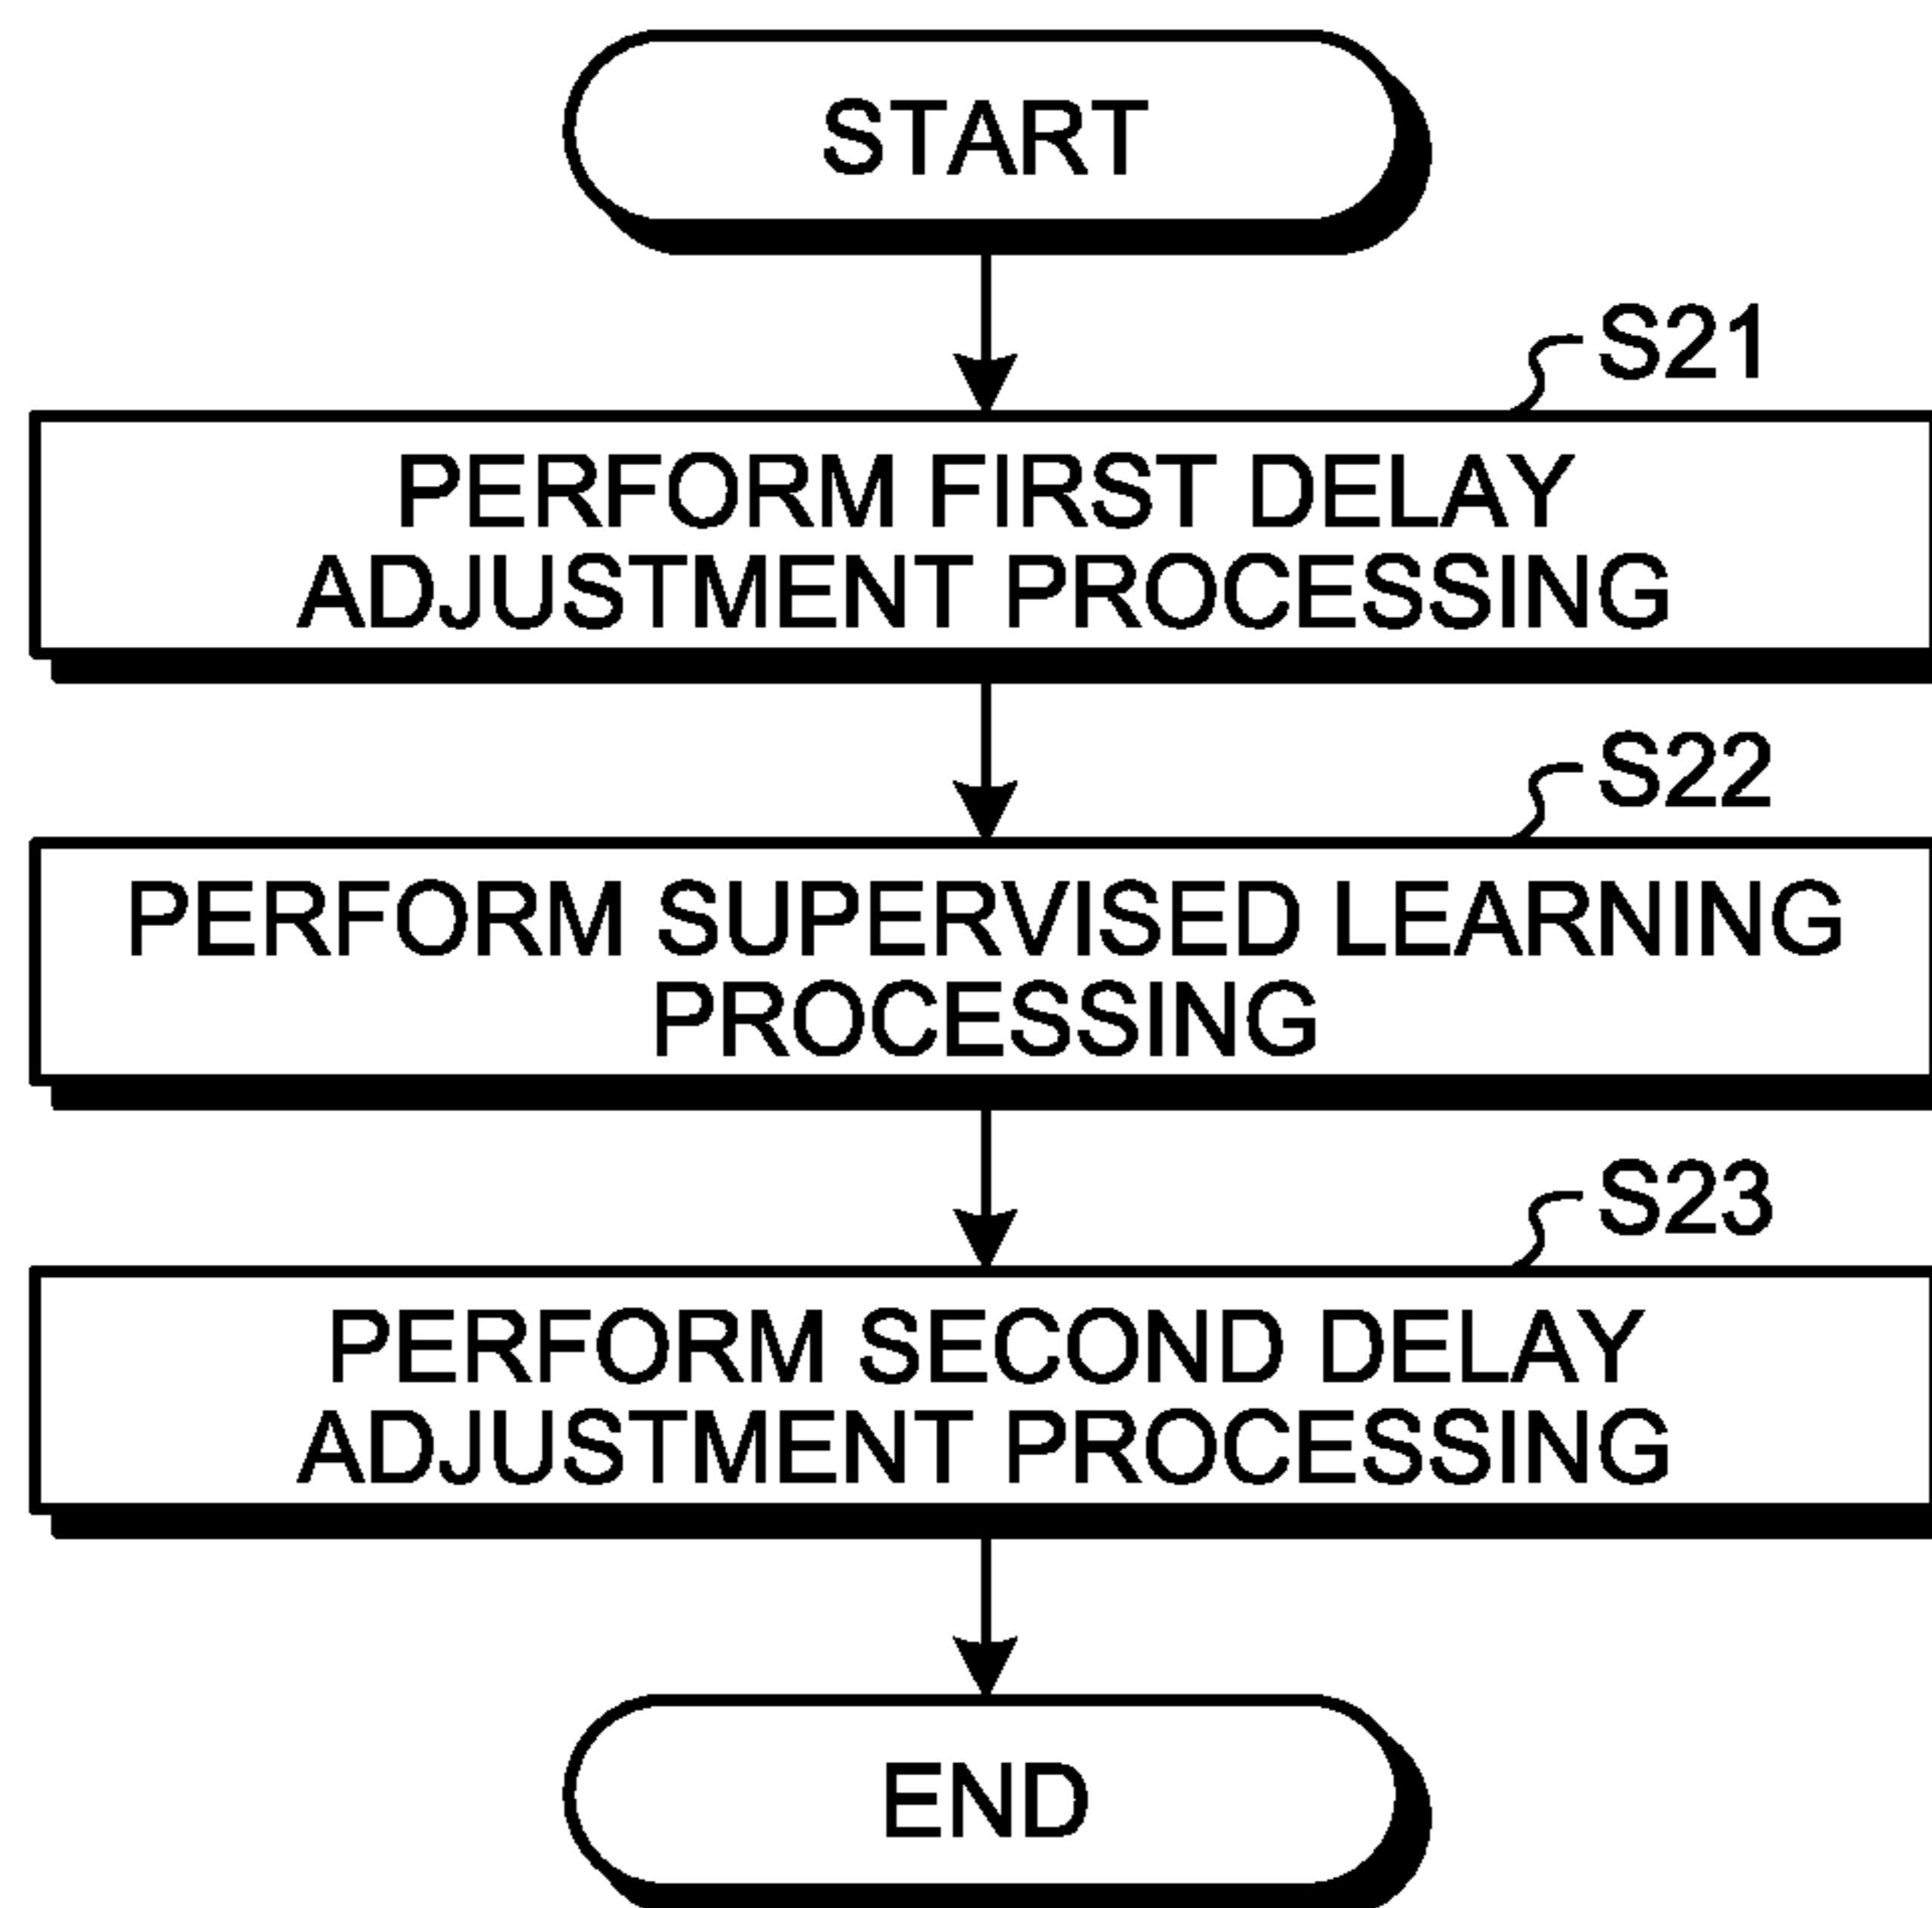 START
S21
PERFORM FIRST DELAY
ADJUSTMENT PROCESSING
S22
PERFORM SUPERVISED LEARNING
PROCESSING
S23
PERFORM SECOND DELAY
ADJUSTMENT PROCESSING
END